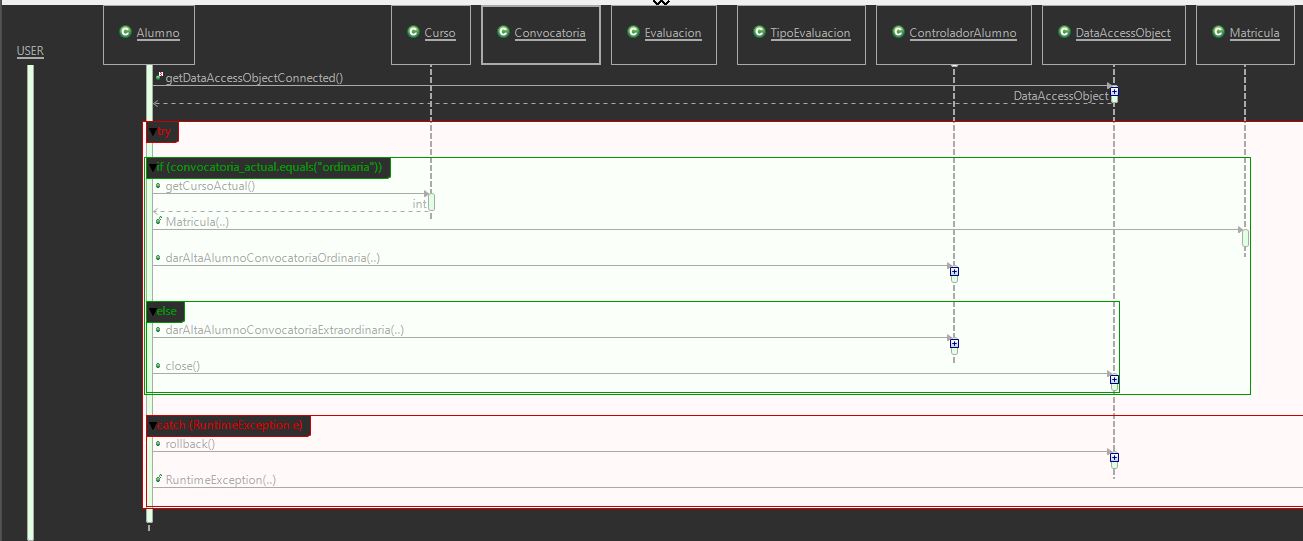 USER
C Alumno
C Curso
C Convocatoria
C Evaluacion
C TipoEvaluacion
C ControladorAlumno
C DataAccessObject
C Matricula
getDataAccessObjectConnected()
DataAccessObject
try
if (convocatoria_actual.equals("ordinaria"))
getCursoActual()
int
Matricula(..)
darAltaAlumnoConvocatoriaOrdinaria(..)
else
darAltaAlumnoConvocatoriaExtraordinaria(..)
close()
catch (RuntimeException e)
rollback()
RuntimeException(..)